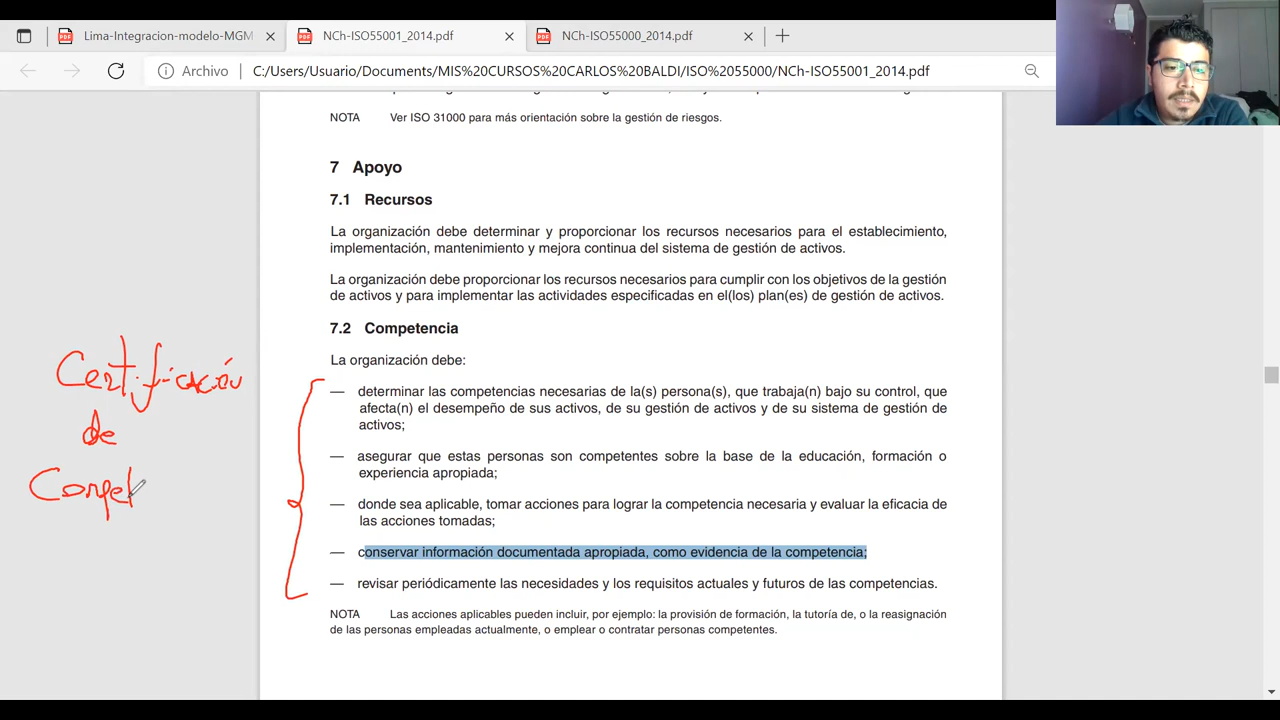 Lima-Integracion-modelo-MGM
NCh-ISO55001_2014.pdf
NCh-ISO55000_2014.pdf
Archivo
C:/Users/Usuario/Documents/MIS%20CURSOS%20CARLOS%20BALDI/ISO%2055000/NCh-ISO55001_2014.pdf
NOTA Ver ISO 31000 para más orientación sobre la gestión de riesgos.
7 Apoyo
7.1 Recursos
La organización debe determinar y proporcionar los recursos necesarios para el establecimiento,
implementación, mantenimiento y mejora continua del sistema de gestión de activos.
La organización debe proporcionar los recursos necesarios para cumplir con los objetivos de la gestión
de activos y para implementar las actividades especificadas en el(los) plan(es) de gestión de activos.
7.2 Competencia
La organización debe:
— determinar las competencias necesarias de la(s) persona(s), que trabaja(n) bajo su control, que
afecta(n) el desempeño de sus activos, de su gestión de activos y de su sistema de gestión de
activos;
— asegurar que estas personas son competentes sobre la base de la educación, formación o
experiencia apropiada;
— donde sea aplicable, tomar acciones para lograr la competencia necesaria y evaluar la eficacia de
las acciones tomadas;
— conservar información documentada apropiada, como evidencia de la competencia;
— revisar periódicamente las necesidades y los requisitos actuales y futuros de las competencias.
NOTA Las acciones aplicables pueden incluir, por ejemplo: la provisión de formación, la tutoría de, o la reasignación
de las personas empleadas actualmente, o emplear o contratar personas competentes.
Certificación
de
Compet